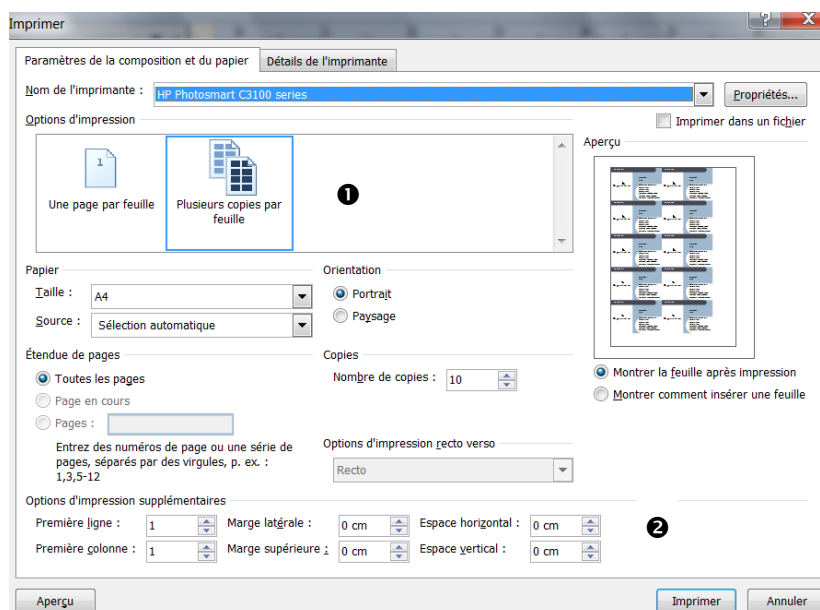 Imprimer
Paramètres de la composition et du papier
Détails de l'imprimante
Nom de l'imprimante :
HP Photosmart C3100 series
Propriétés...
Options d'impression
Imprimer dans un fichier
Aperçu
1
Une page par feuille
Plusieurs copies par
feuille
❶
Papier
Orientation
Taille :
A4
Portrait
Source :
Sélection automatique
Paysage
Étendue de pages
Copies
Toutes les pages
Nombre de copies :
10
Montrer la feuille après impression
Page en cours
Montrer comment insérer une feuille
Pages :
Entrez des numéros de page ou une série de
pages, séparés par des virgules, p. ex. :
1,3,5-12
Options d'impression recto verso
Recto
Options d'impression supplémentaires
Première ligne :
1
Marge latérale :
0 cm
Espace horizontal :
0 cm
❷
Première colonne :
1
Marge supérieure :
0 cm
Espace vertical :
0 cm
Aperçu
Imprimer
Annuler